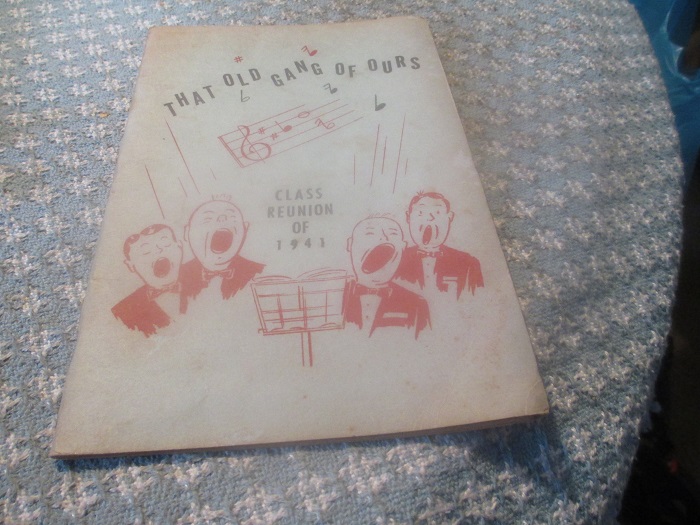 THAT OLD GANG OF OURS
CLASS
REUNION
OF
1941